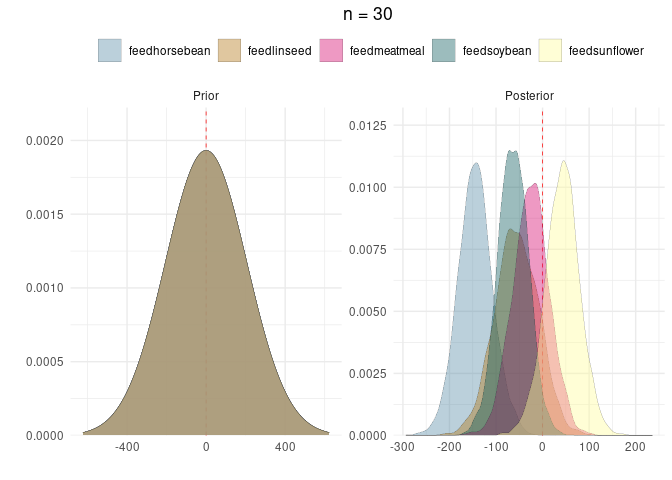 n = 30
feedhorsebean feedlinseed feedmeatmeal feedsoybean feedsunflower
Prior
0.0020
0.0015
0.0010
0.0005
0.0000
-400 0 400
Posterior
0.0125
0.0100
0.0075
0.0050
0.0025
0.0000
-300 -200 -100 0 100 200